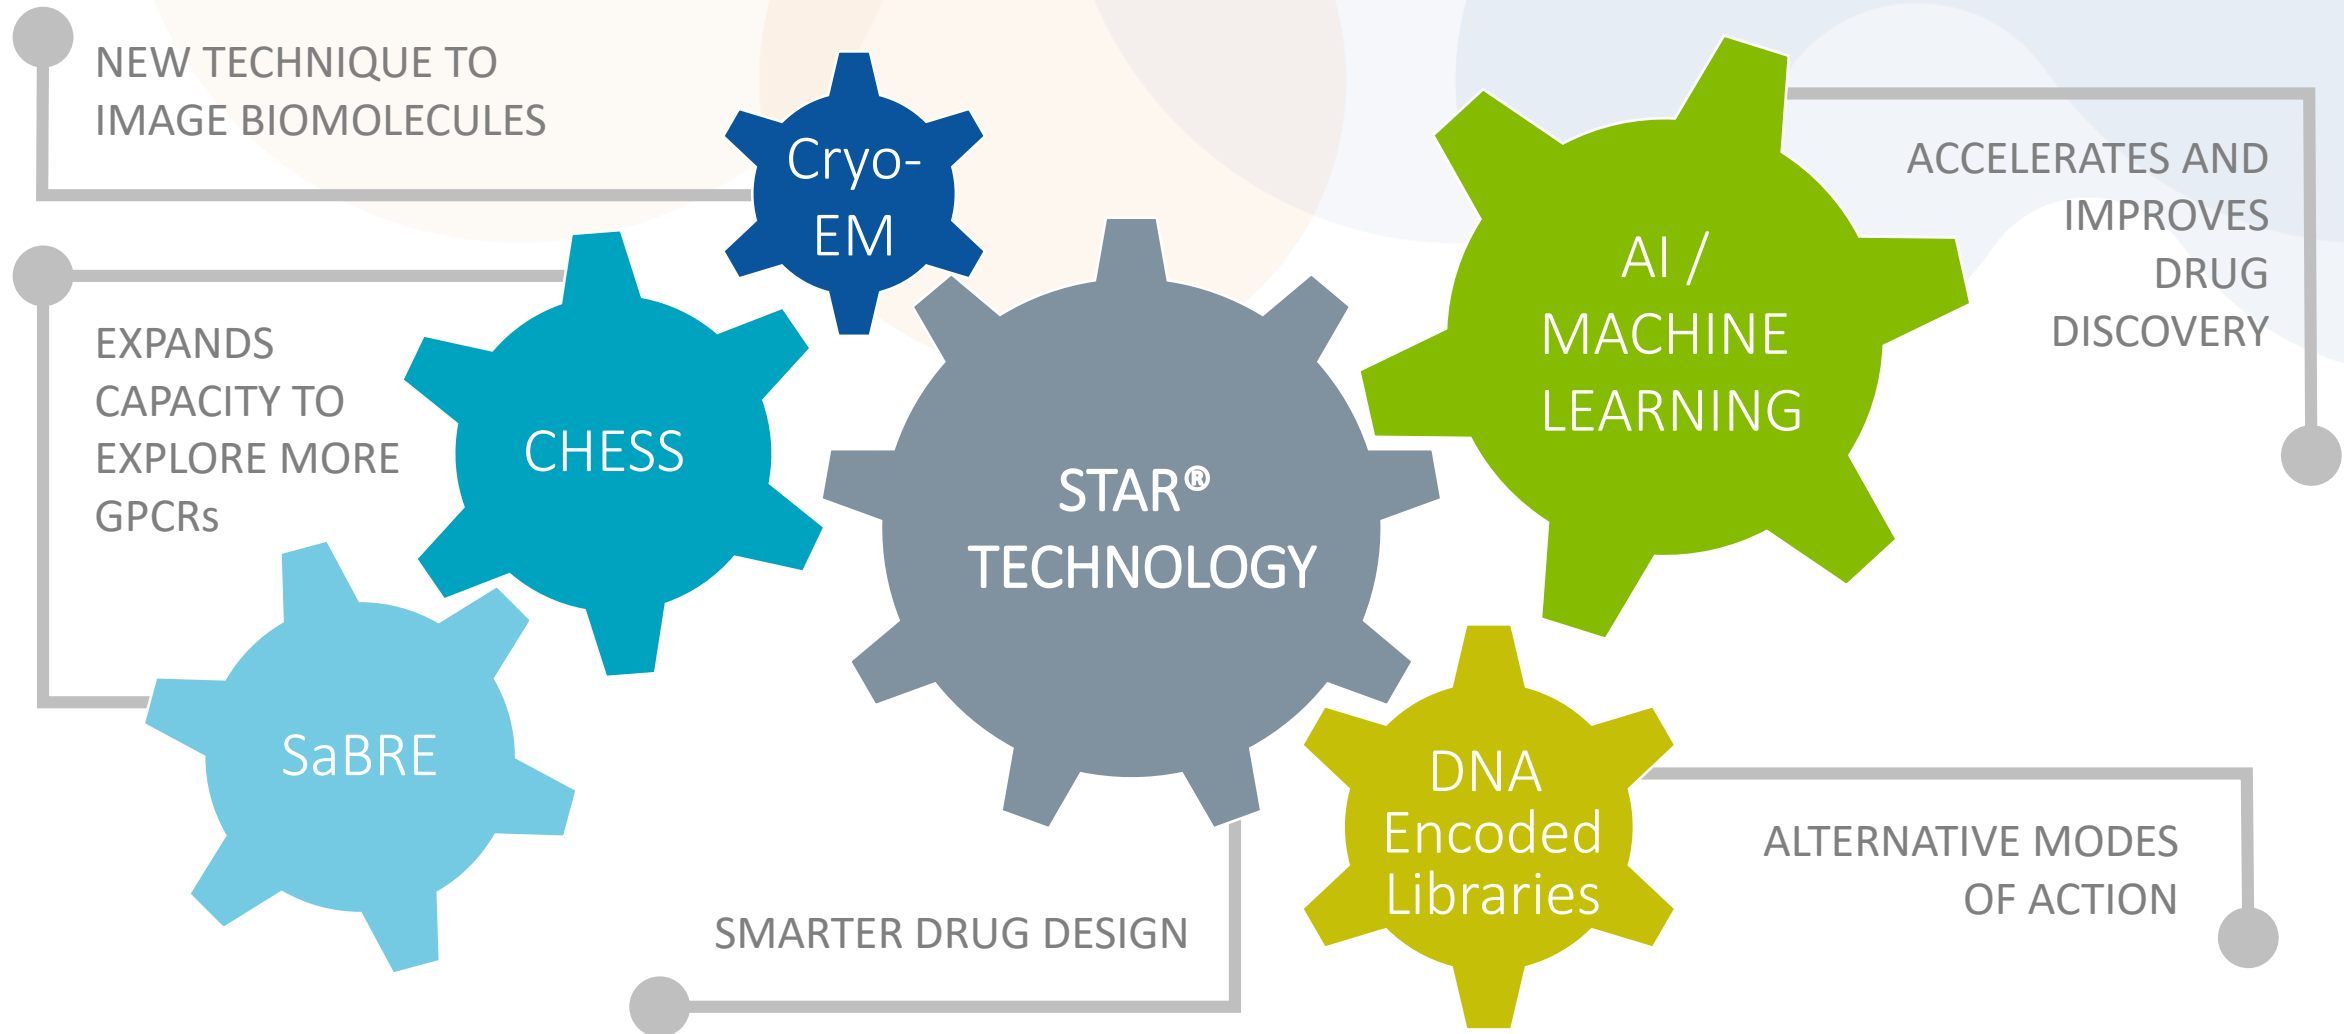 NEW TECHNIQUE TO
IMAGE BIOMOLECULES
Cryo-
EM
AI /
MACHINE
LEARNING
ACCELERATES AND
IMPROVES
DRUG
DISCOVERY
EXPANDS
CAPACITY TO
EXPLORE MORE
GPCRs
CHESS
STAR®
TECHNOLOGY
SaBRE
DNA
Encoded
Libraries
ALTERNATIVE MODES
OF ACTION
SMARTER DRUG DESIGN